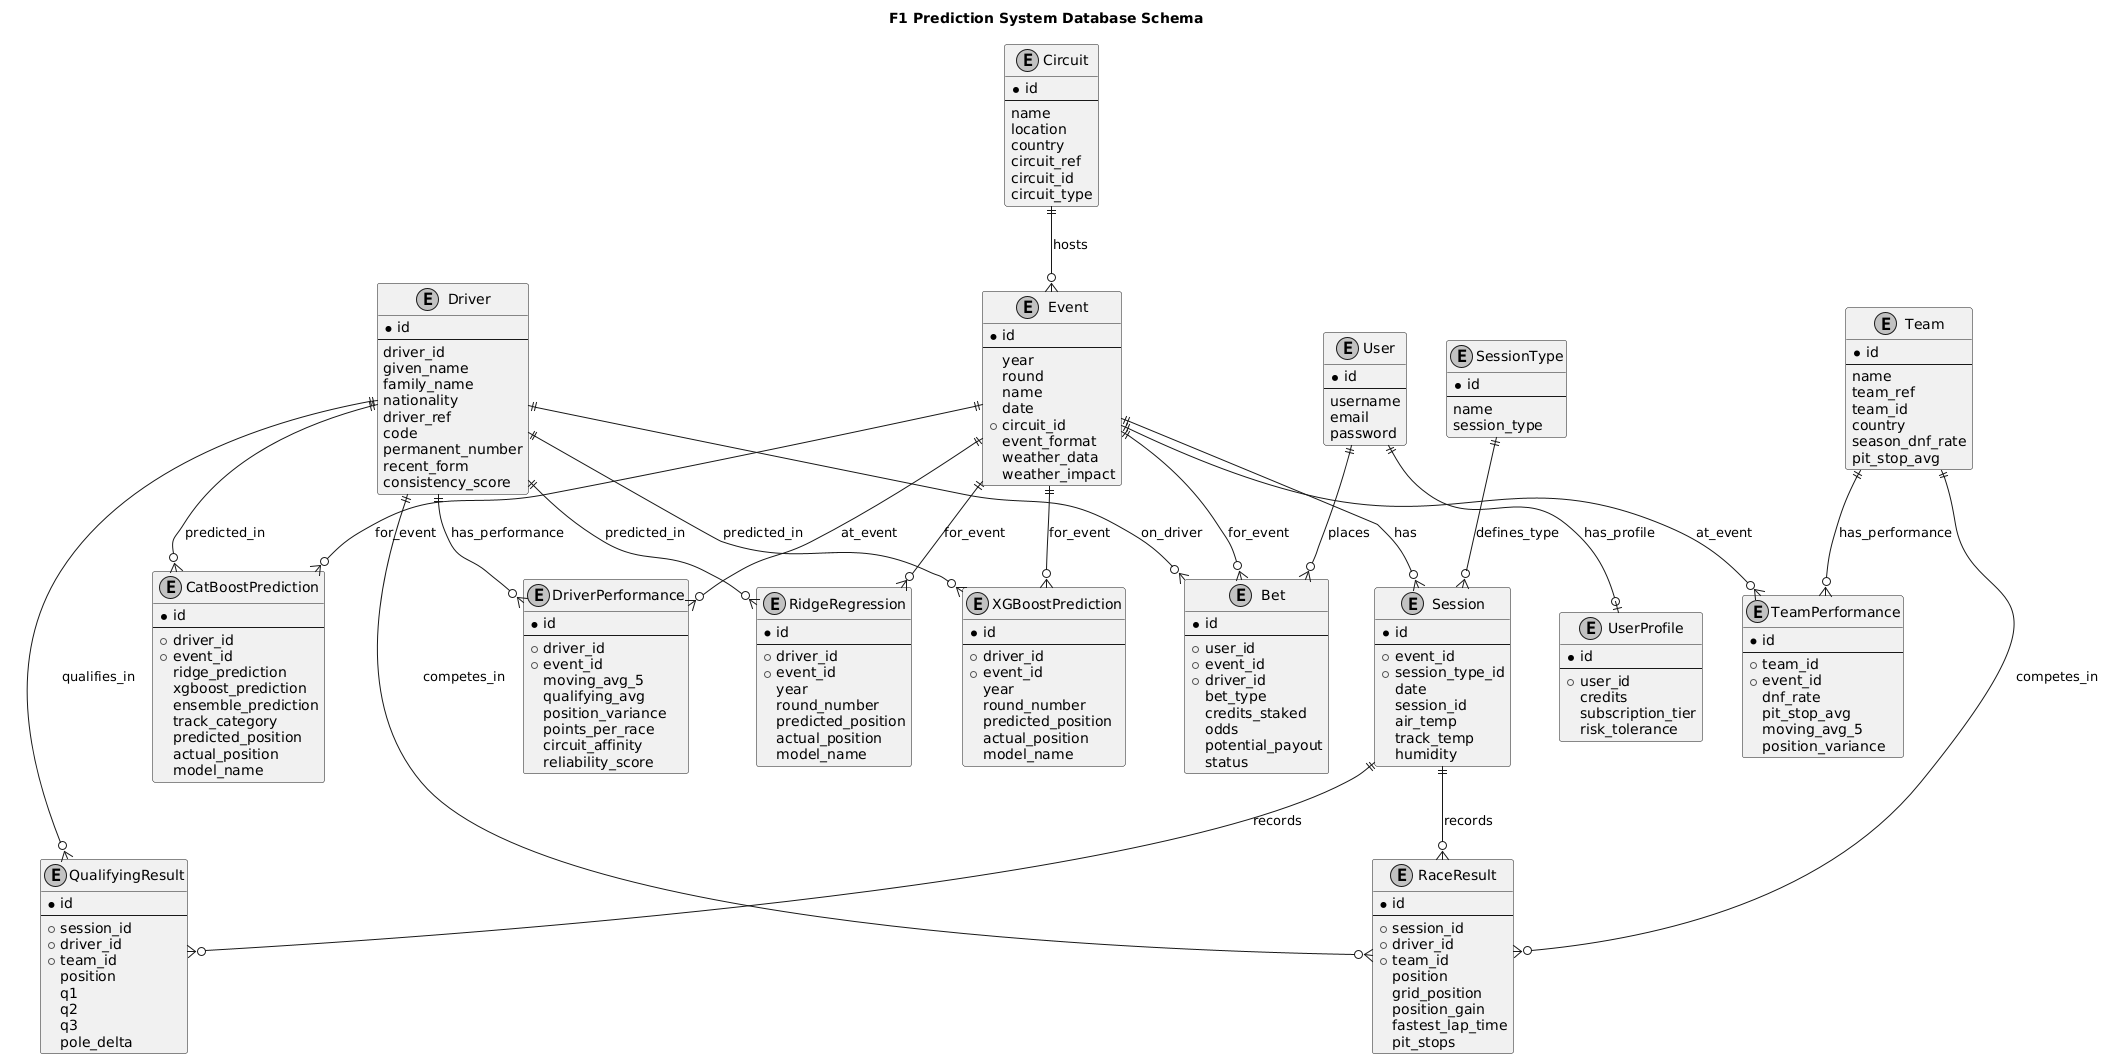 F1 Prediction System Database Schema
E Circuit
id
name
location
country
circuit_ref
circuit_id
circuit_type
hosts
E Driver
id
driver_id
given_name
family_name
nationality
driver_ref
code
permanent_number
recent_form
consistency_score
E Event
id
year
round
name
date
circuit_id
event_format
weather_data
weather_impact
E User
id
username
email
password
E SessionType
id
name
session_type
E Team
id
name
team_ref
team_id
country
season_dnf_rate
pit_stop_avg
predicted_in
for_event
has_performance
predicted_in
predicted_in
at_event
for_event
for_event
on_driver
for_event
places
has
defines_type
has_profile
at_event
has_performance
E CatBoostPrediction
id
driver_id
event_id
ridge_prediction
xgboost_prediction
ensemble_prediction
track_category
predicted_position
actual_position
model_name
E DriverPerformance
id
driver_id
event_id
moving_avg_5
qualifying_avg
position_variance
points_per_race
circuit_affinity
reliability_score
E RidgeRegression
id
driver_id
event_id
year
round_number
predicted_position
actual_position
model_name
E XGBoostPrediction
id
driver_id
event_id
year
round_number
predicted_position
actual_position
model_name
E Bet
id
user_id
event_id
driver_id
bet_type
credits_staked
odds
potential_payout
status
E Session
id
event_id
session_type_id
date
session_id
air_temp
track_temp
humidity
E UserProfile
id
user_id
credits
subscription_tier
risk_tolerance
E TeamPerformance
id
team_id
event_id
dnf_rate
pit_stop_avg
moving_avg_5
position_variance
qualifies_in
competes_in
competes_in
records
records
E QualifyingResult
id
session_id
driver_id
team_id
position
q1
q2
q3
pole_delta
E RaceResult
id
session_id
driver_id
team_id
position
grid_position
position_gain
fastest_lap_time
pit_stops